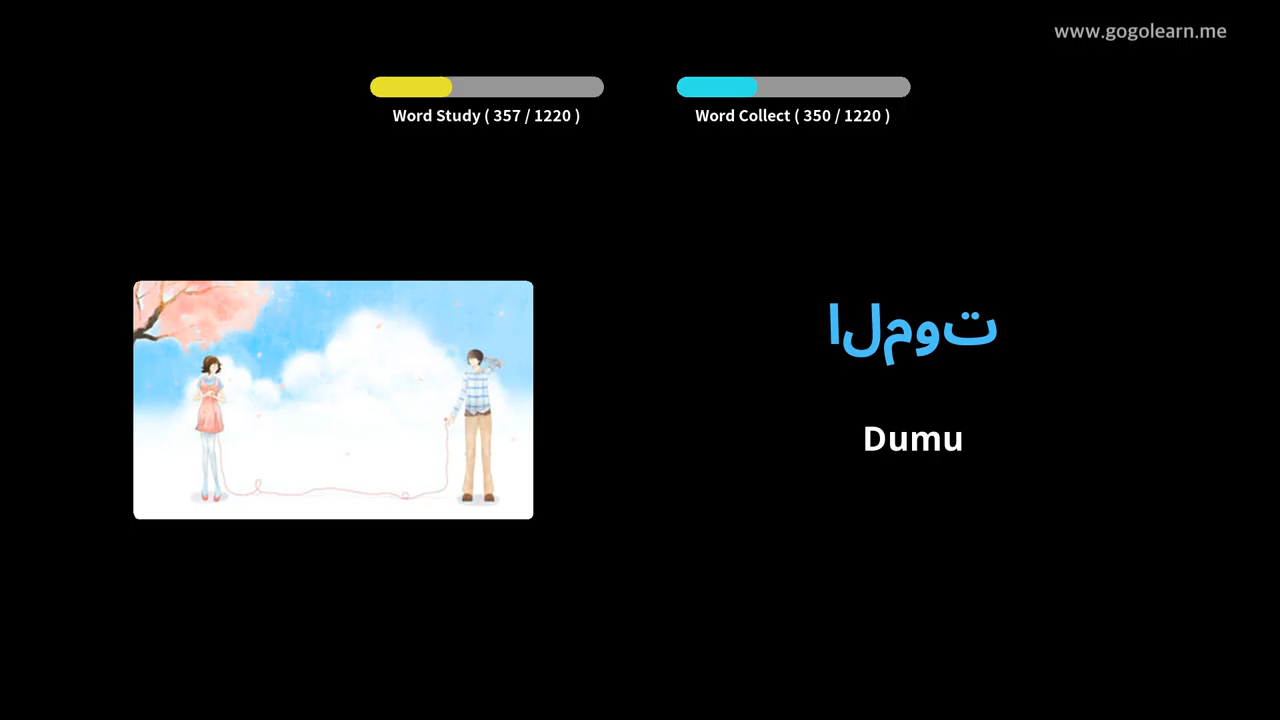 www.gogolearn.me
Word Study ( 357 / 1220 )
Word Collect ( 350 / 1220 )
الموت
Dumu